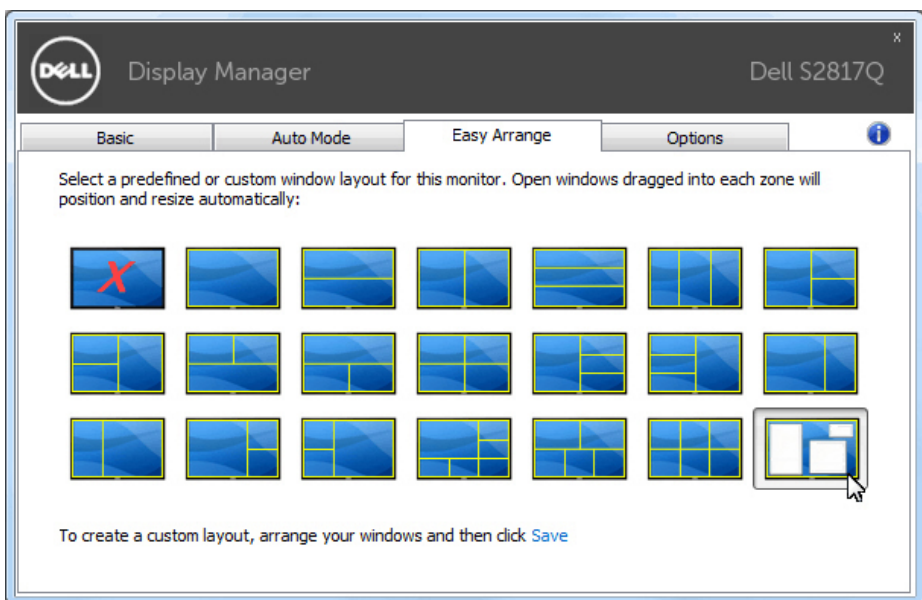 x
DELL
Display Manager
Dell S2817Q
Basic
Auto Mode
Easy Arrange
Options
i
Select a predefined or custom window layout for this monitor. Open windows dragged into each zone will
position and resize automatically:
X
To create a custom layout, arrange your windows and then click Save